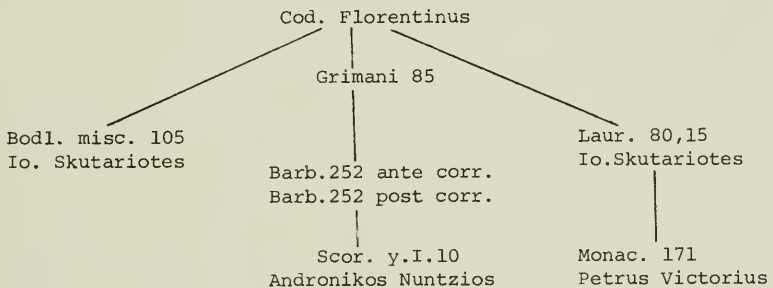 Cod. Florentinus
Grimani 85
Bodl. misc. 105
Io. Skutariotes
Barb.252 ante corr.
Barb.252 post corr.
Laur. 80,15
Io.Skutariotes
Scor. y.I.10
Andronikos Nuntzios
Monac. 171
Petrus Victorius